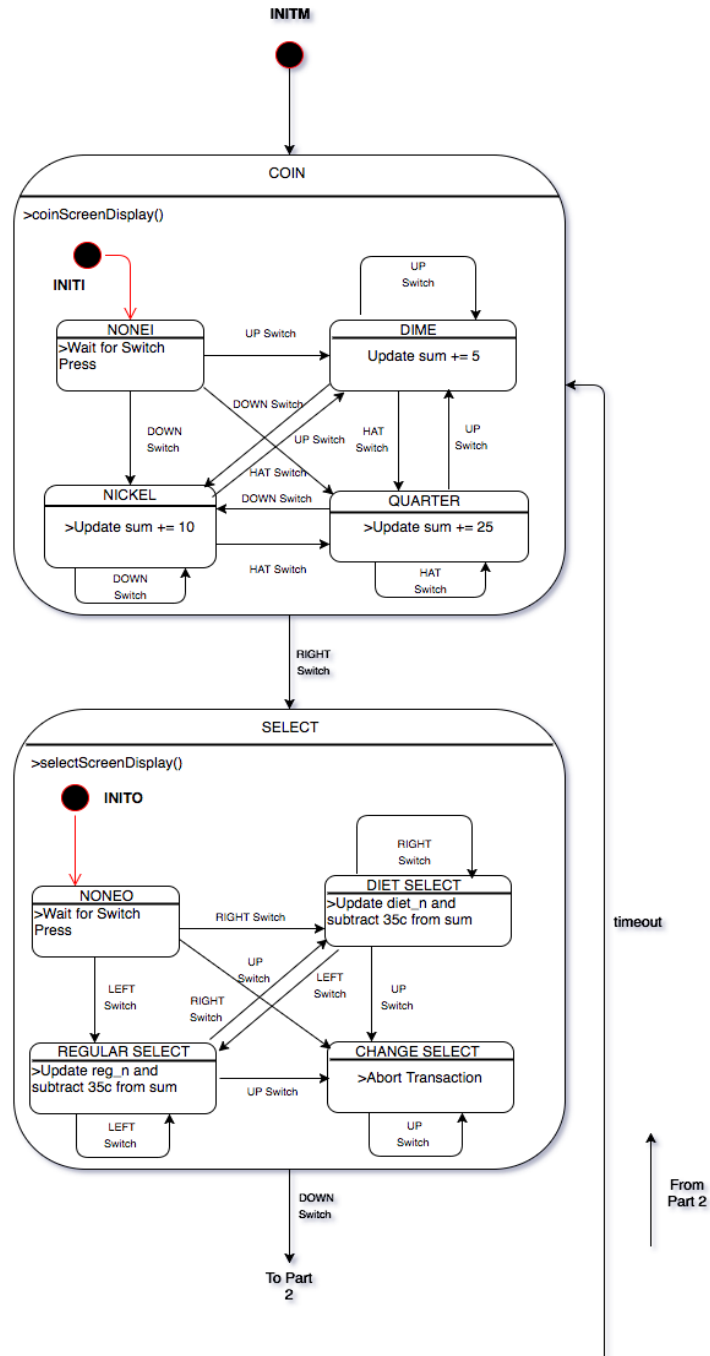 INITM
COIN
>coinScreenDisplay()
INITI
UP
Switch
NONEI
>Wait for Switch
Press
UP Switch
DIME
Update sum += 5
DOWN
Switch
DOWN Switch
UP Switch
HAT Switch
HAT
Switch
UP
Switch
NICKEL
>Update sum += 10
DOWN Switch
QUARTER
>Update sum += 25
HAT Switch
DOWN
Switch
HAT
Switch
RIGHT
Switch
SELECT
>selectScreenDisplay()
INITO
RIGHT
Switch
NONEO
>Wait for Switch
Press
RIGHT Switch
DIET SELECT
>Update diet_n and
subtract 35c from sum
timeout
LEFT
Switch
UP
Switch
RIGHT
Switch
LEFT
Switch
UP
Switch
REGULAR SELECT
>Update reg_n and
subtract 35c from sum
UP Switch
CHANGE SELECT
>Abort Transaction
LEFT
Switch
UP
Switch
From
Part 2
DOWN
Switch
To Part
2